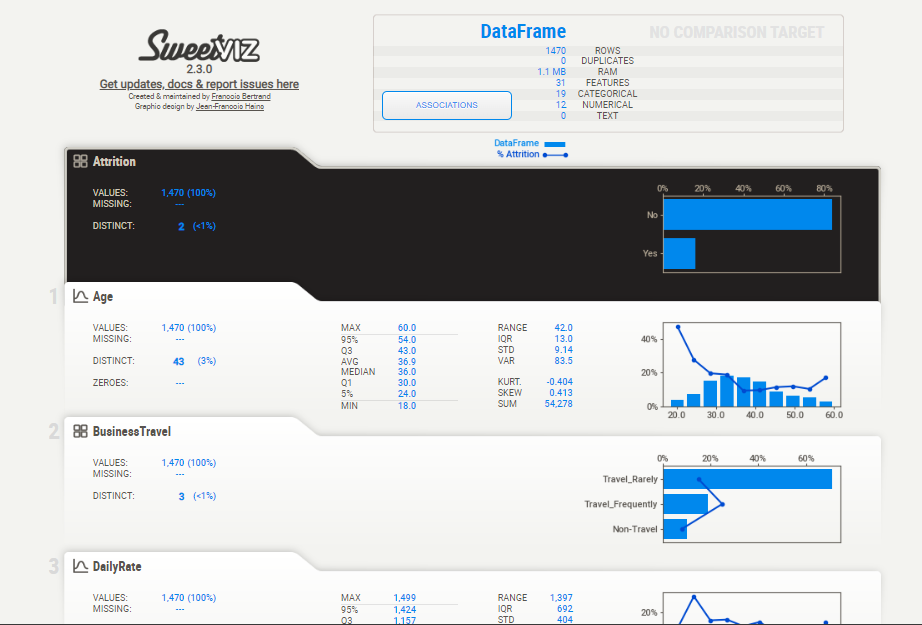 SweetVIZ
2.3.0
Get updates, docs & report issues here
Created & maintained by Francois Bertrand
Graphic design by Jean-Francois Hains
DataFrame
NO COMPARISON TARGET
1470 ROWS
0 DUPLICATES
1.1 MB RAM
31 FEATURES
19 CATEGORICAL
12 NUMERICAL
0 TEXT
ASSOCIATIONS
DataFrame
% Attrition
Attrition
VALUES: 1,470 (100%)
MISSING: ---
DISTINCT: 2 (<1%)
0% 20% 40% 60% 80%
No
Yes
1 Age
VALUES: 1,470 (100%)
MISSING: ---
DISTINCT: 43 (3%)
ZEROES: ---
MAX 60.0
95% 54.0
Q3 43.0
AVG 36.9
MEDIAN 36.0
Q1 30.0
5% 24.0
MIN 18.0
RANGE 42.0
IQR 13.0
STD 9.14
VAR 83.5
KURT. -0.404
SKEW 0.413
SUM 54,278
40%
20%
0%
20.0 30.0 40.0 50.0 60.0
2 BusinessTravel
VALUES: 1,470 (100%)
MISSING: ---
DISTINCT: 3 (<1%)
0% 20% 40% 60%
Travel_Rarely
Travel_Frequently
Non-Travel
3 DailyRate
VALUES: 1,470 (100%)
MISSING: ---
MAX 1,499
95% 1,424
Q3 1,157
RANGE 1,397
IQR 692
STD 404
20%